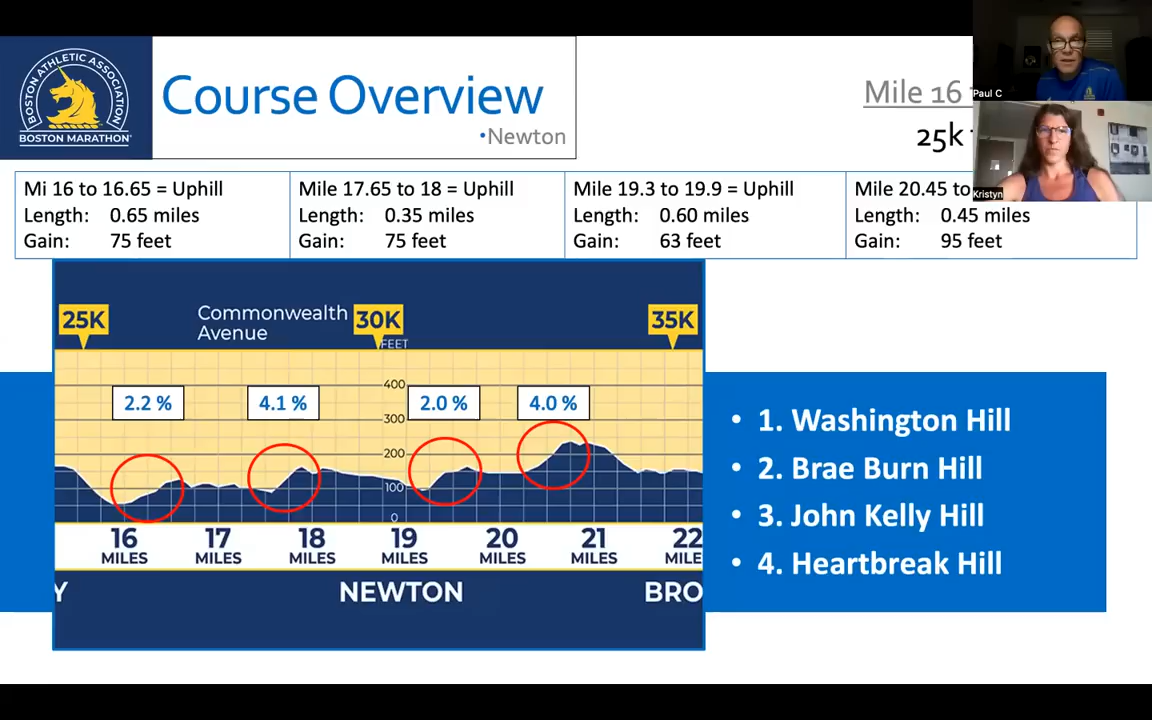 BOSTON ATHLETIC ASSOCIATION
BOSTON MARATHON®
Course Overview
•Newton
Mile 16
25k
Paul C
Kristyn
Mi 16 to 16.65 = Uphill
Length: 0.65 miles
Gain: 75 feet
Mile 17.65 to 18 = Uphill
Length: 0.35 miles
Gain: 75 feet
Mile 19.3 to 19.9 = Uphill
Length: 0.60 miles
Gain: 63 feet
Mile 20.45 to
Length: 0.45 miles
Gain: 95 feet
25K
Commonwealth
Avenue
30K
35K
FEET
400
300
200
100
0
2.2 %
4.1 %
2.0 %
4.0 %
16 MILES
17 MILES
18 MILES
19 MILES
20 MILES
21 MILES
22 MILE
Y
NEWTON
BRO
• 1. Washington Hill
• 2. Brae Burn Hill
• 3. John Kelly Hill
• 4. Heartbreak Hill